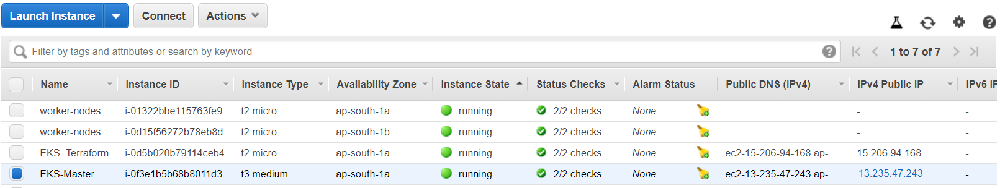 Launch Instance Connect Actions
Filter by tags and attributes or search by keyword 1 to 7 of 7
Name Instance ID Instance Type Availability Zone Instance State Status Checks Alarm Status Public DNS (IPv4) IPv4 Public IP IPv6 IP
worker-nodes i-01322bbe115763fe9 t2.micro ap-south-1a running 2/2 checks ... None - -
worker-nodes i-0d15f56272b78eb8d t2.micro ap-south-1b running 2/2 checks ... None - -
EKS_Terraform i-0d5b020b79114ceb4 t2.micro ap-south-1a running 2/2 checks ... None ec2-15-206-94-168.ap-... 15.206.94.168 -
EKS-Master i-0f3e1b5b68b8011d3 t3.medium ap-south-1a running 2/2 checks ... None ec2-13-235-47-243.ap-... 13.235.47.243 -